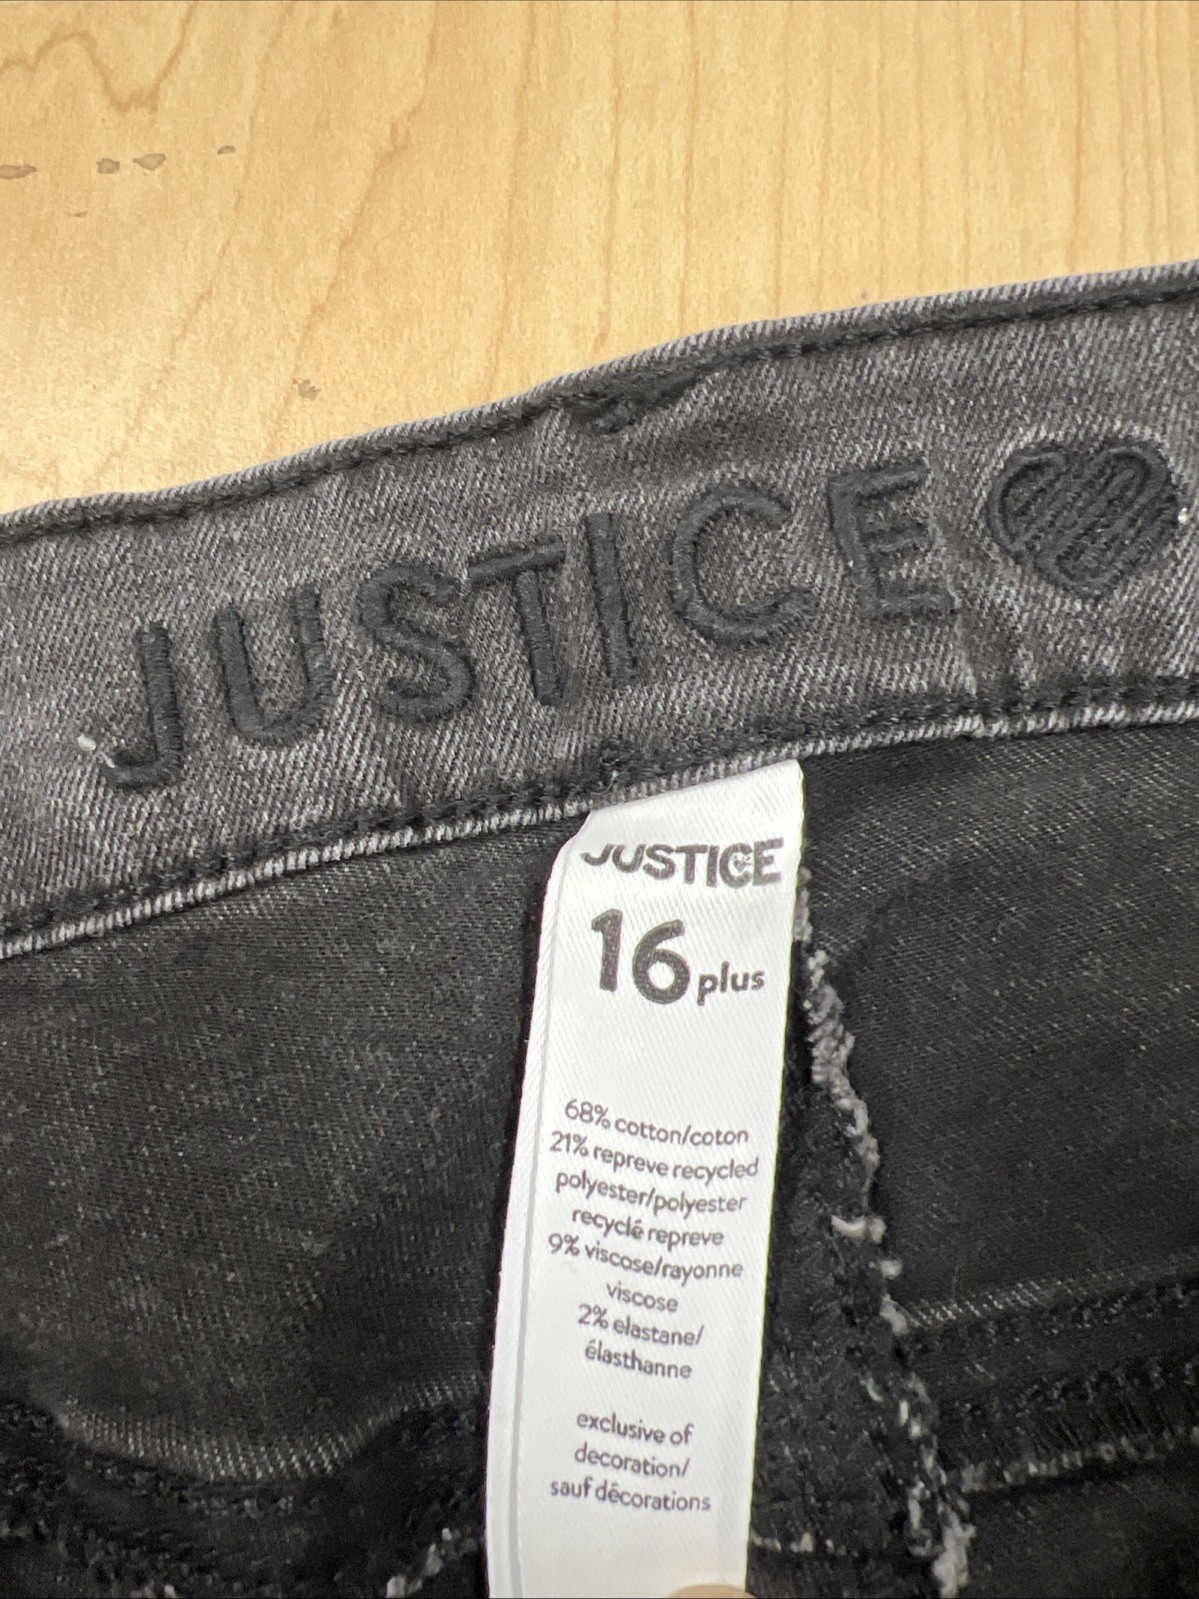 JUSTICE
JUSTICE
16 plus
68% cotton/coton
21% repreve recycled
polyester/polyester
recyclé repreve
9% viscose/rayonne
viscose
2% elastane/
élasthanne
exclusive of
decoration/
sauf décorations